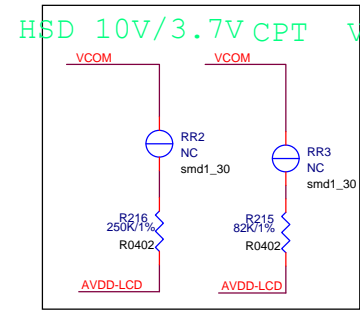 HSD 10V/3.7V CPT V
VCOM VCOM
RR2
NC
smd1_30
RR3
NC
smd1_30
R216
250K/1%
R0402
R215
82K/1%
R0402
AVDD-LCD AVDD-LCD